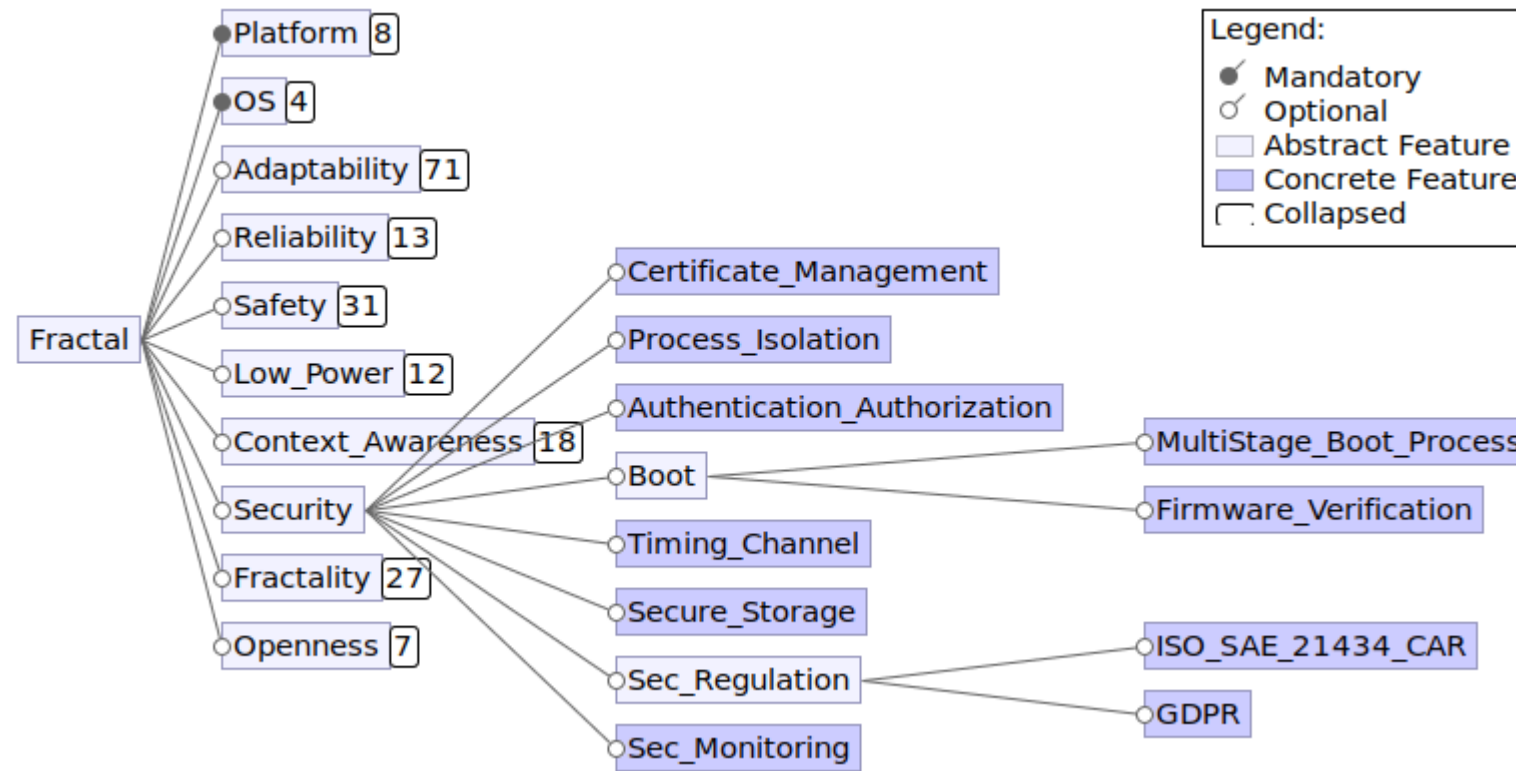 Platform 8
OS 4
Adaptability 71
Reliability 13
Safety 31
Fractal
Low_Power 12
Context_Awareness 18
Security
Fractality 27
Openness 7
Certificate_Management
Process_Isolation
Authentication_Authorization
Boot
Timing_Channel
Secure_Storage
Sec_Regulation
Sec_Monitoring
MultiStage_Boot_Process
Firmware_Verification
ISO_SAE_21434_CAR
GDPR
Legend:
Mandatory
Optional
Abstract Feature
Concrete Feature
Collapsed